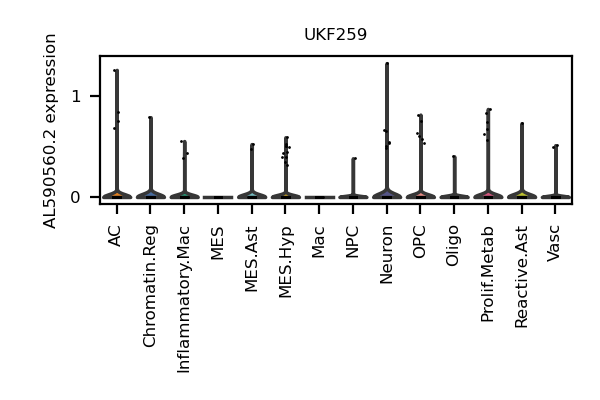 UKF259
AL590560.2 expression
1
0
AC
Chromatin.Reg
Inflammatory.Mac
MES
MES.Ast
MES.Hyp
Mac
NPC
Neuron
OPC
Oligo
Prolif.Metab
Reactive.Ast
Vasc